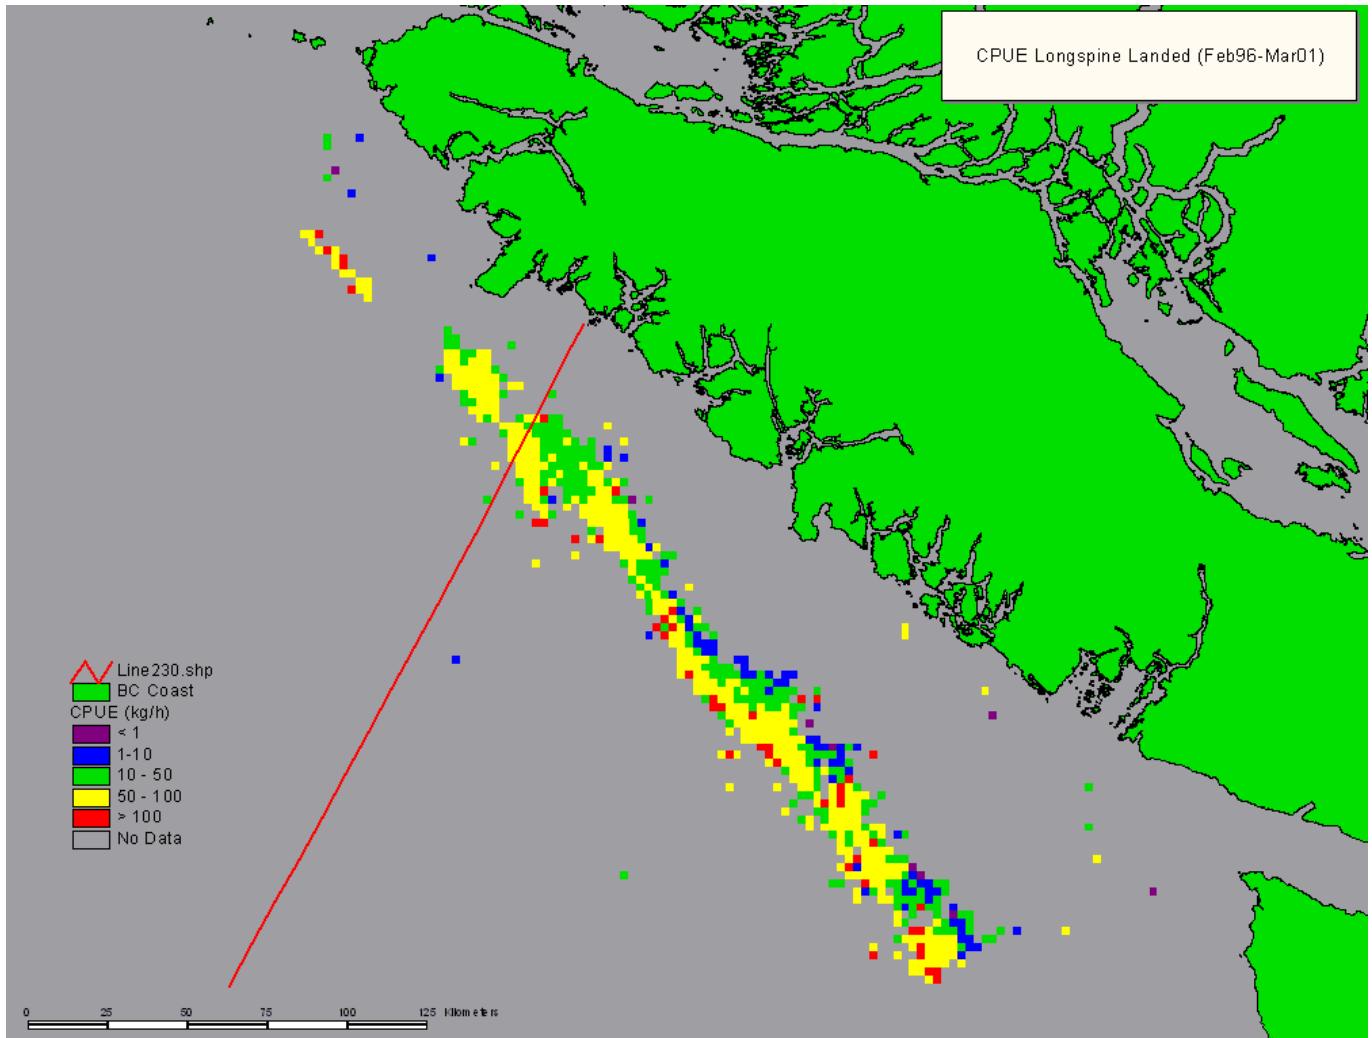 CPUE Longspine Landed (Feb96-Mar01)
Line230.shp
BC Coast
CPUE (kg/h)
< 1
1-10
10 - 50
50 - 100
> 100
No Data
0 25 50 75 100 125 Kilometers